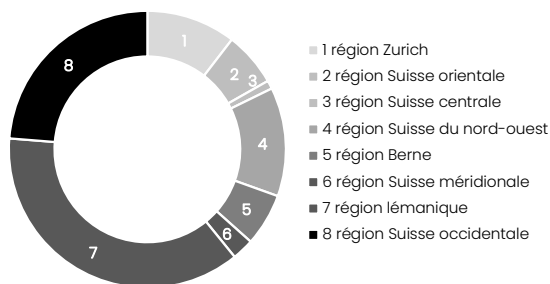 1
2
3
4
5
6
7
8
1 région Zurich
2 région Suisse orientale
3 région Suisse centrale
4 région Suisse du nord-ouest
5 région Berne
6 région Suisse méridionale
7 région lémanique
8 région Suisse occidentale